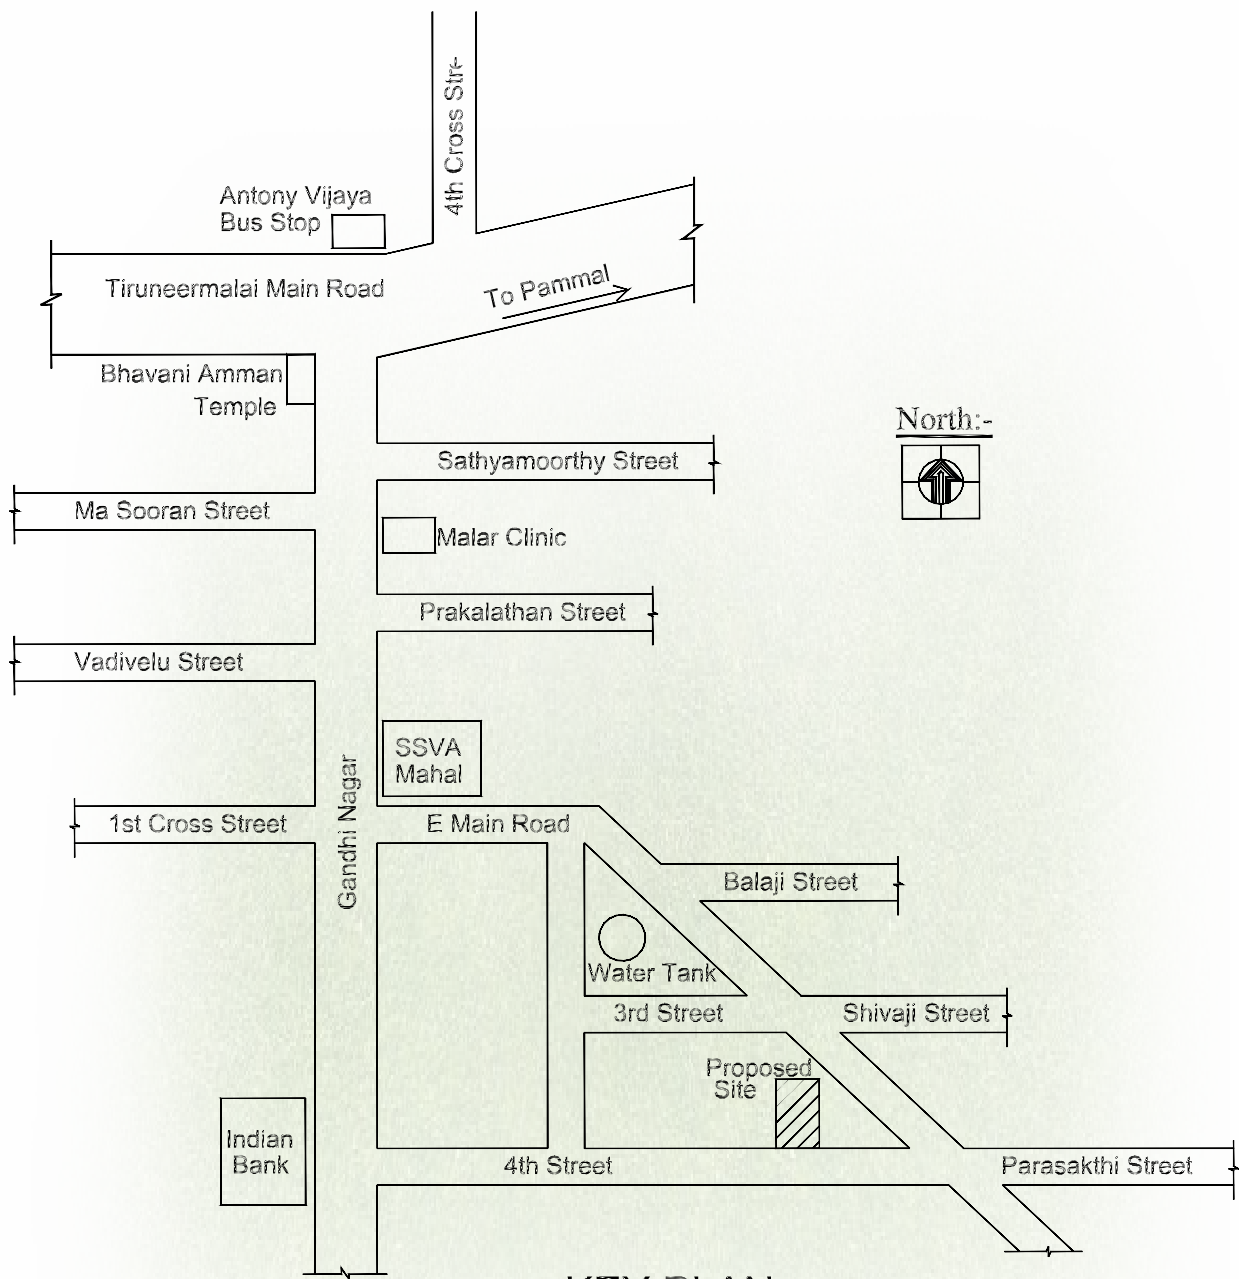 4th Cross Stre
Antony Vijaya
Bus Stop
Tiruneermalai Main Road
To Pammal
Bhavani Amman
Temple
North:-
Sathyamoorthy Street
Ma Sooran Street
Malar Clinic
Prakalathan Street
Vadivelu Street
SSVA
Mahal
Gandhi Nagar
1st Cross Street
E Main Road
Balaji Street
Water Tank
3rd Street
Shivaji Street
Proposed
Site
Indian
Bank
4th Street
Parasakthi Street